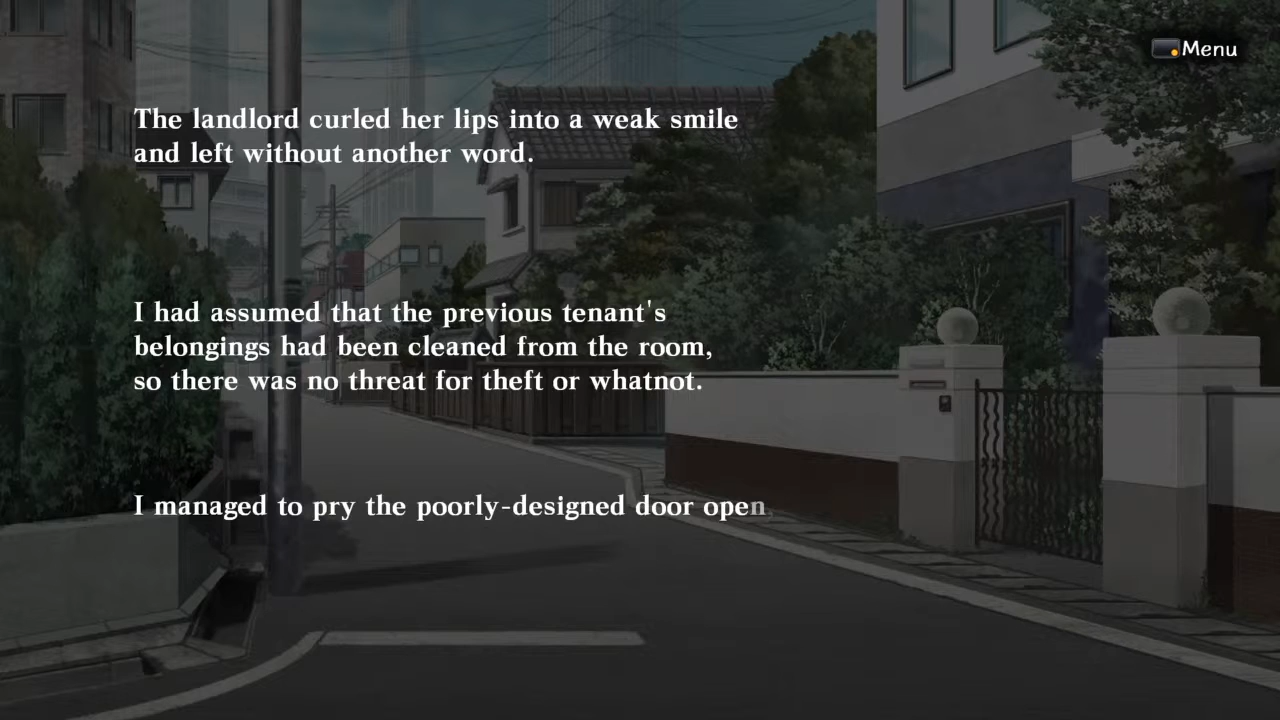 Menu
The landlord curled her lips into a weak smile
and left without another word.
I had assumed that the previous tenant's
belongings had been cleaned from the room,
so there was no threat for theft or whatnot.
I managed to pry the poorly-designed door open